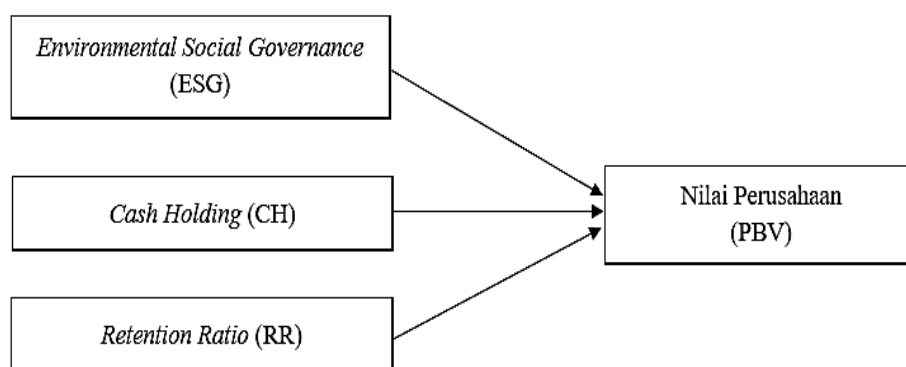 Environmental Social Governance
(ESG)
Cash Holding (CH)
Retention Ratio (RR)
Nilai Perusahaan
(PBV)